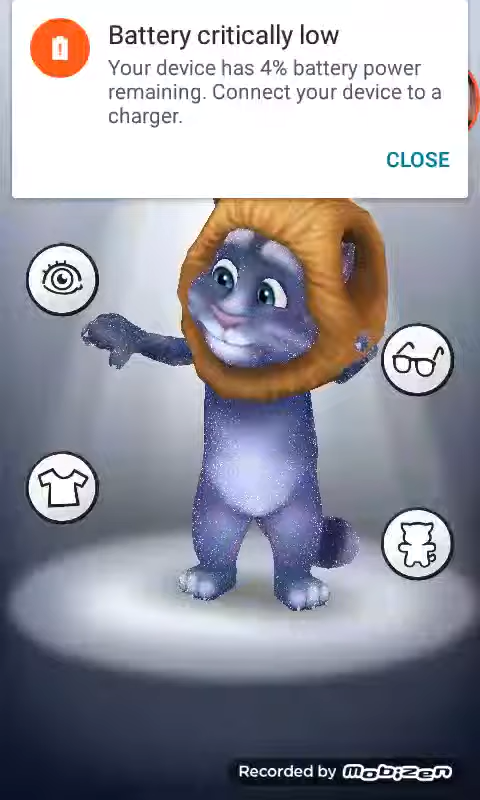 Battery critically low
Your device has 4% battery power
remaining. Connect your device to a
charger.
CLOSE
Recorded by Mobizen